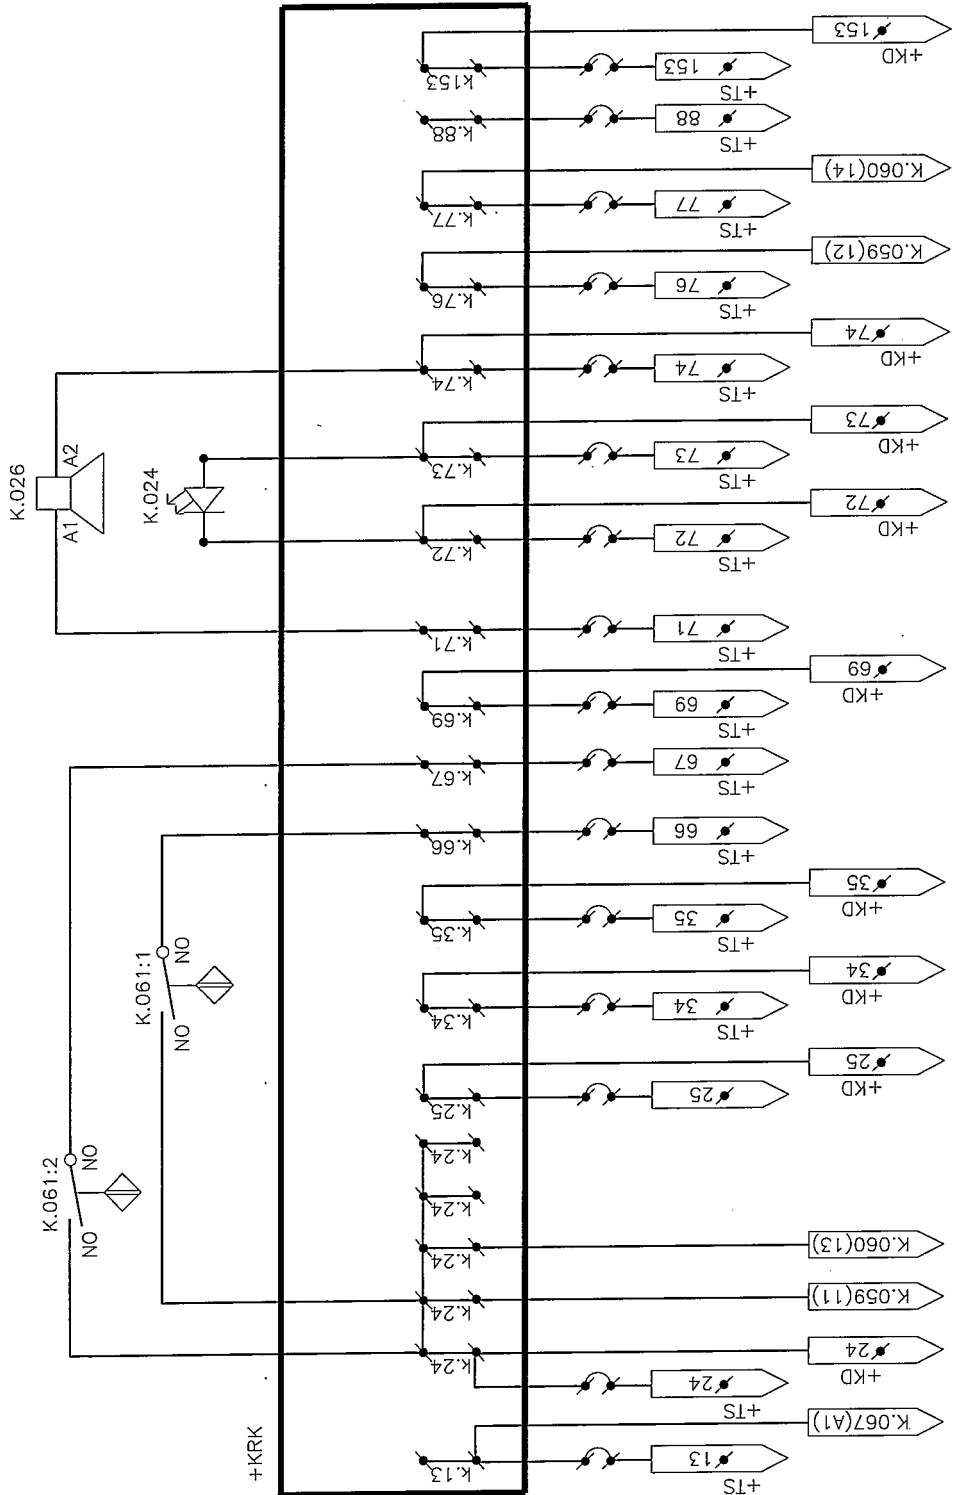 +KD
153
k153
153
+TS
k.88
88
+TS
K.060(14)
k.77
77
+TS
K.059(12)
k.76
76
+TS
74
+KD
k.74
74
+TS
K.026
A2
A1
73
+KD
k.73
73
+TS
K.024
72
+KD
k.72
72
+TS
k.71
71
+TS
69
+KD
k.69
69
+TS
k.67
67
+TS
k.66
66
+TS
35
+KD
k.35
35
+TS
K.061:1
NO
NO
34
+KD
k.34
34
+TS
25
+KD
k.25
25
K.061:2
NO
NO
k.24
k.24
k.24
K.060(13)
k.24
K.059(11)
k.24
24
+KD
24
+TS
+KRK
K.067(A1)
k.13
13
+TS